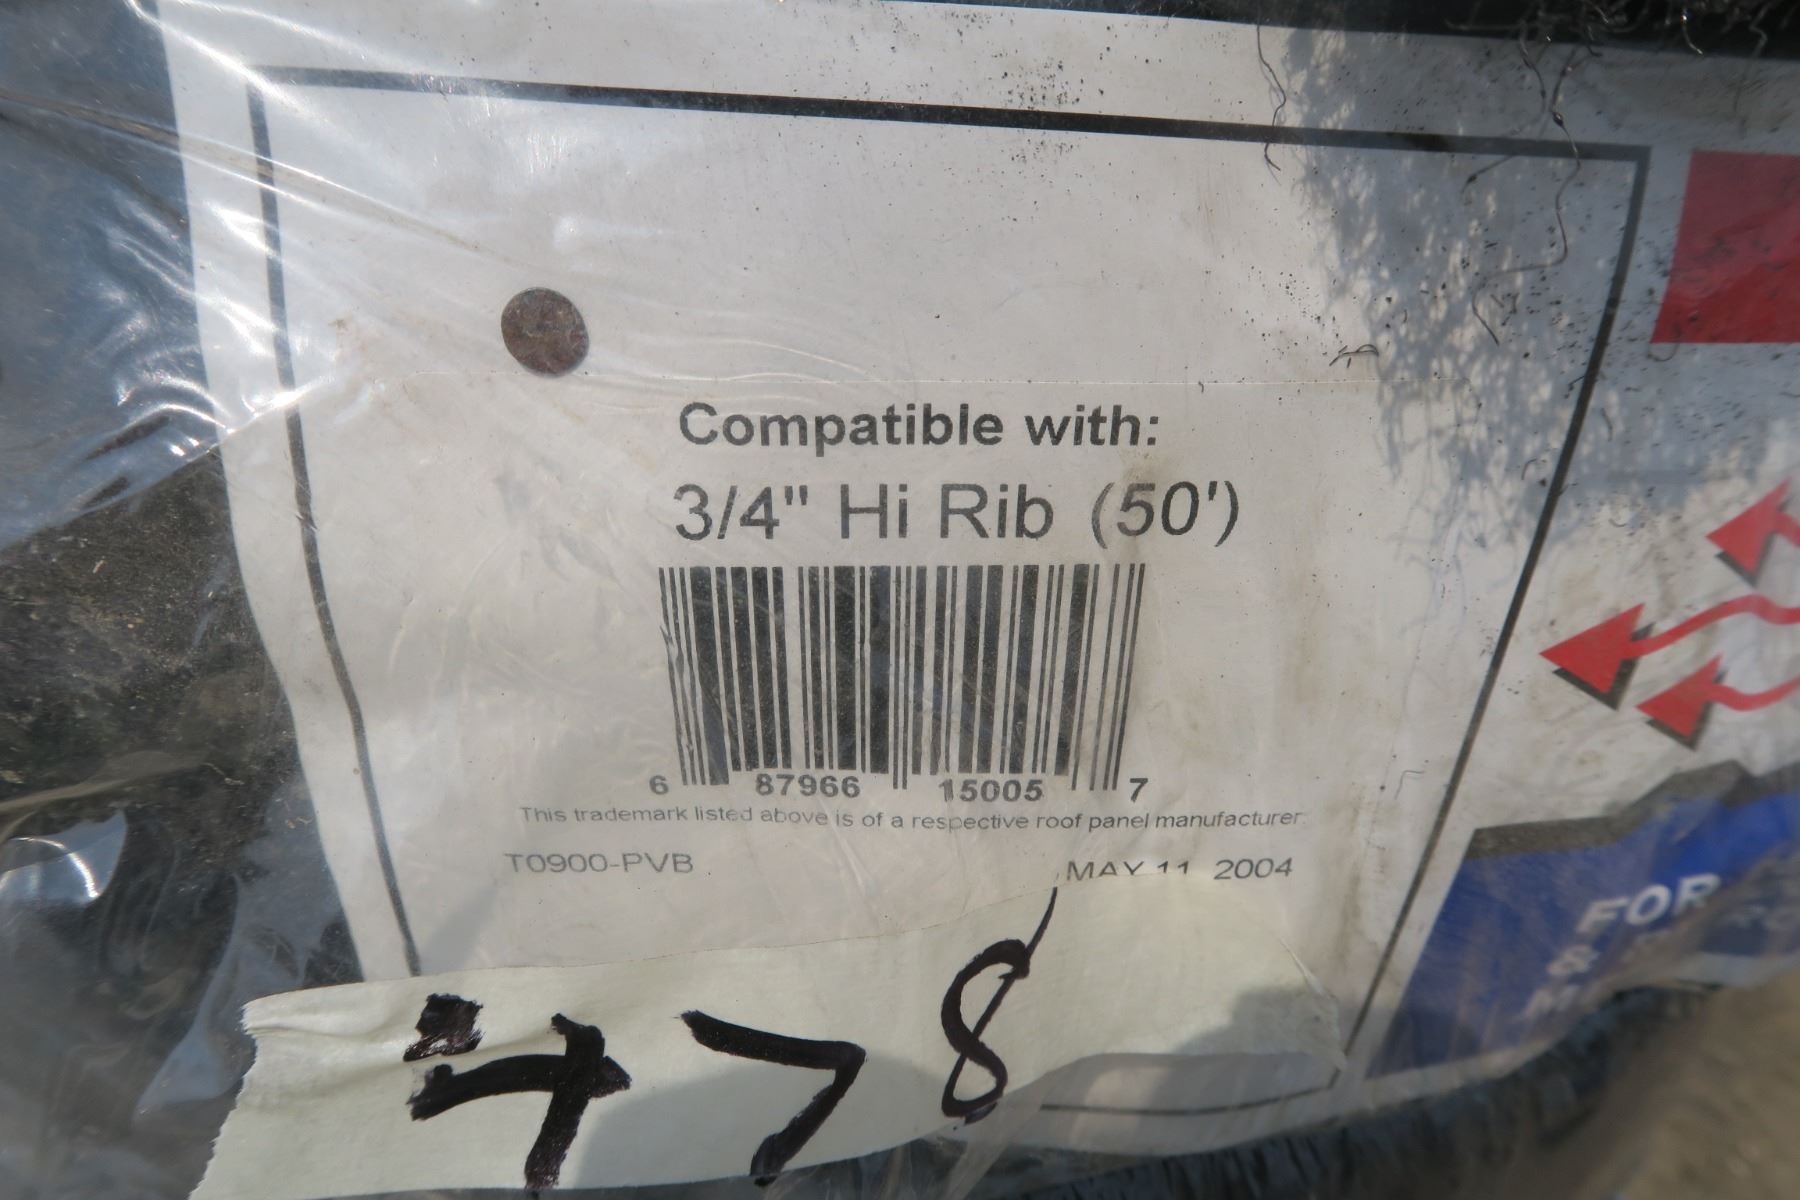 Compatible with:
3/4" Hi Rib (50')
6 87966 15005 7
This trademark listed above is of a respective roof panel manufacturer.
T0900-PVB
MAY 11 2004
478
FOR
&